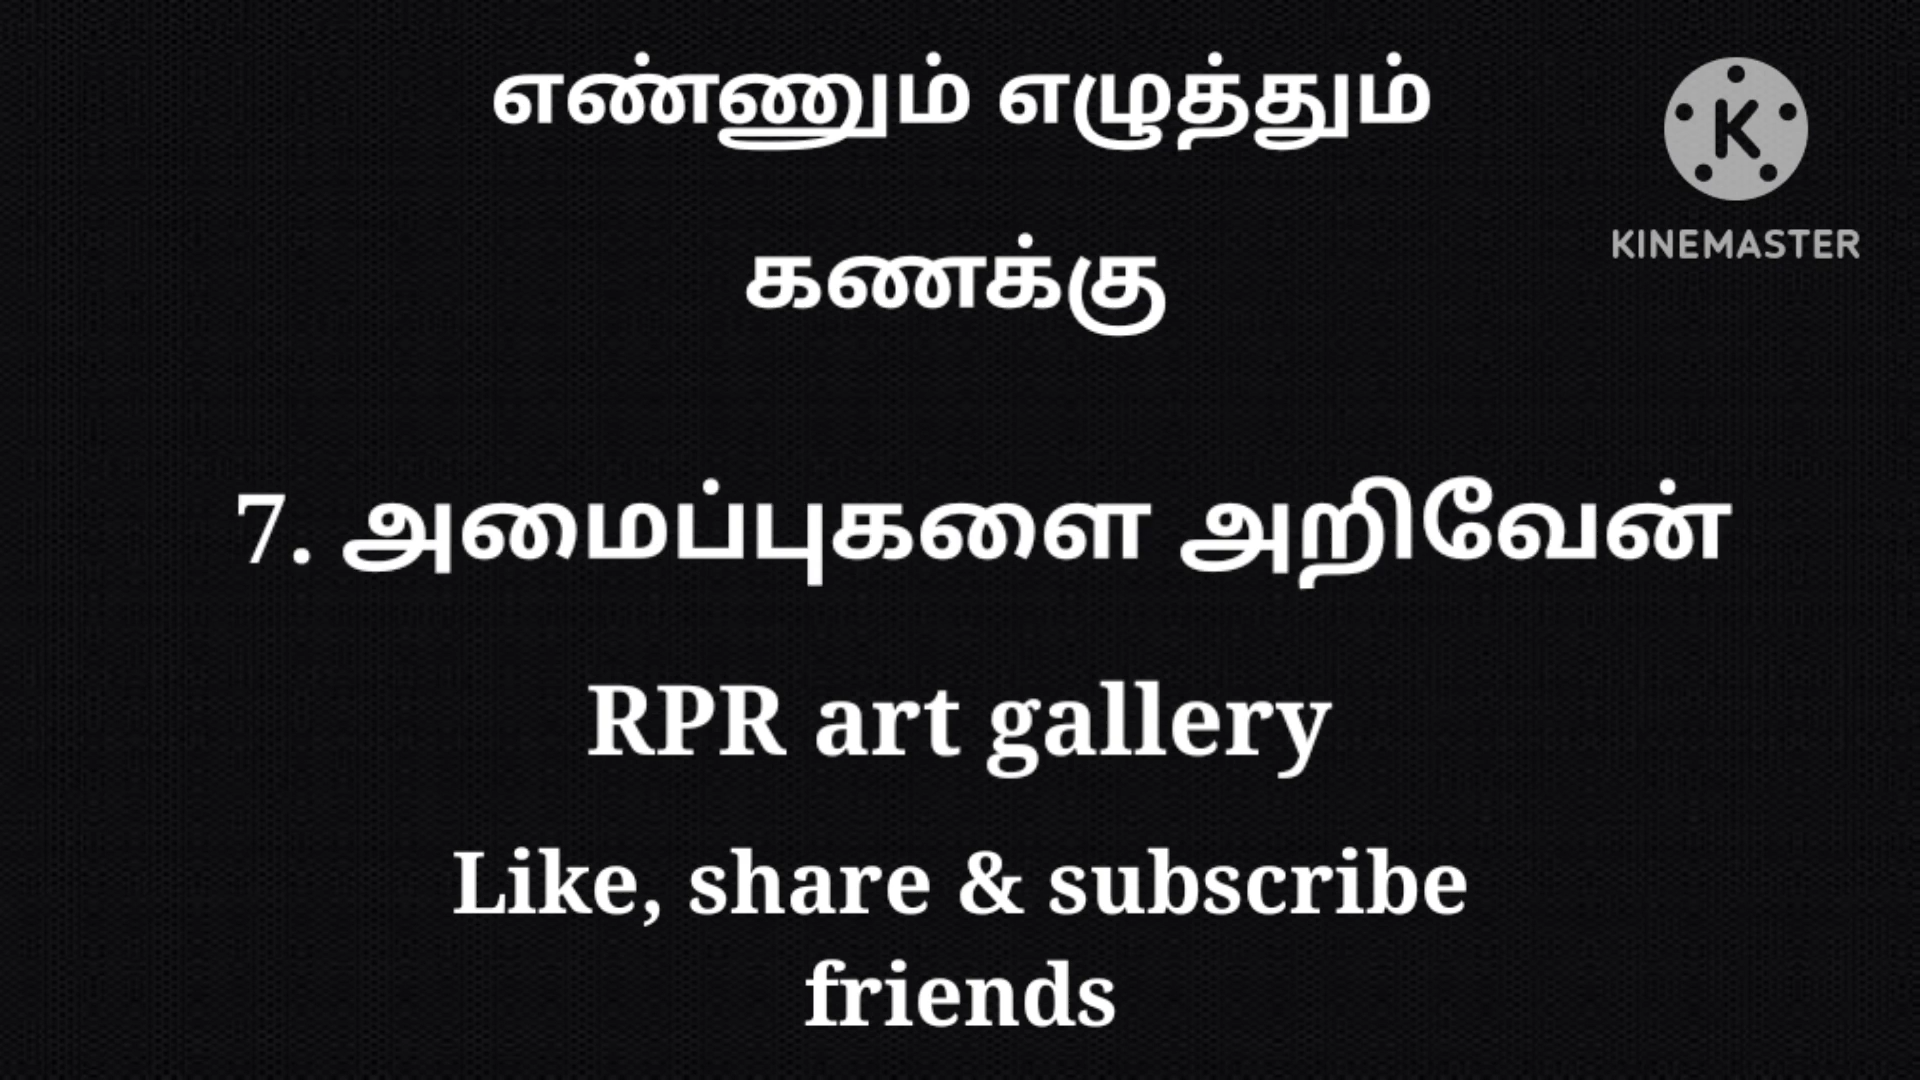 எண்ணும் எழுத்தும்
KINEMASTER
கணக்கு
7. அமைப்புகளை அறிவேன்
RPR art gallery
Like, share & subscribe
friends